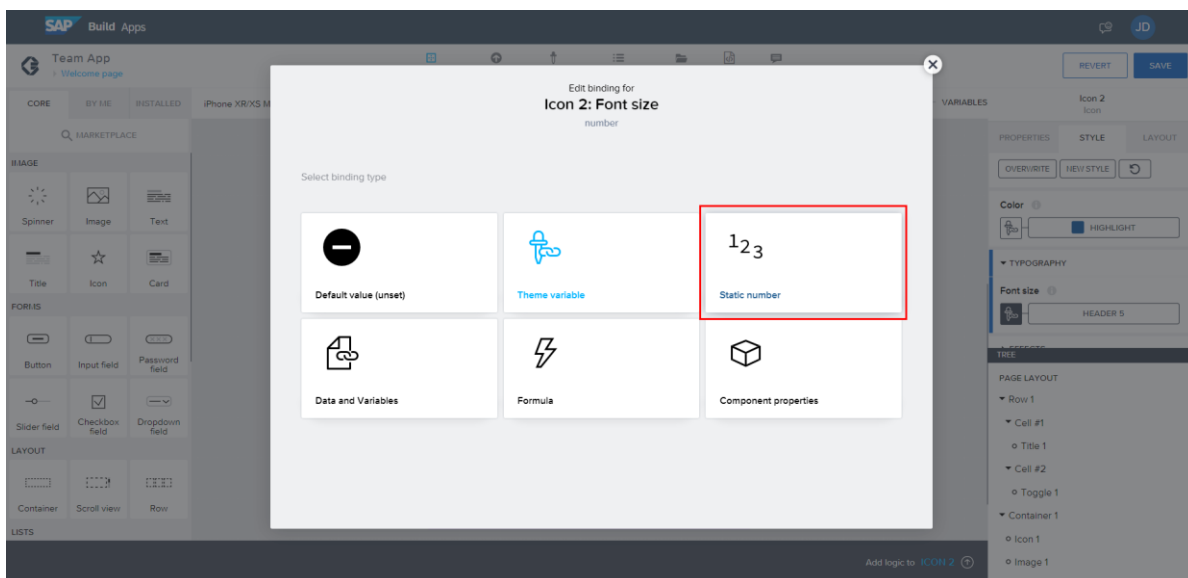 SAP Build Apps
JD
Team App
Welcome page
REVERT
SAVE
CORE
BY ME
INSTALLED
iPhone XR/XS M
VARIABLES
Icon 2
Icon
MARKETPLACE
PROPERTIES
STYLE
LAYOUT
IMAGE
OVERWRITE
NEW STYLE
Spinner
Image
Text
Color
HIGHLIGHT
Title
Icon
Card
TYPOGRAPHY
FORMS
Font size
HEADER 5
Button
Input field
Password field
TREE
PAGE LAYOUT
Row 1
Slider field
Checkbox field
Dropdown field
Cell #1
Title 1
LAYOUT
Cell #2
Toggle 1
Container
Scroll view
Row
Container 1
LISTS
Icon 1
Image 1
Add logic to ICON 2
Edit binding for
Icon 2: Font size
number
Select binding type
123
Default value (unset)
Theme variable
Static number
Data and Variables
Formula
Component properties